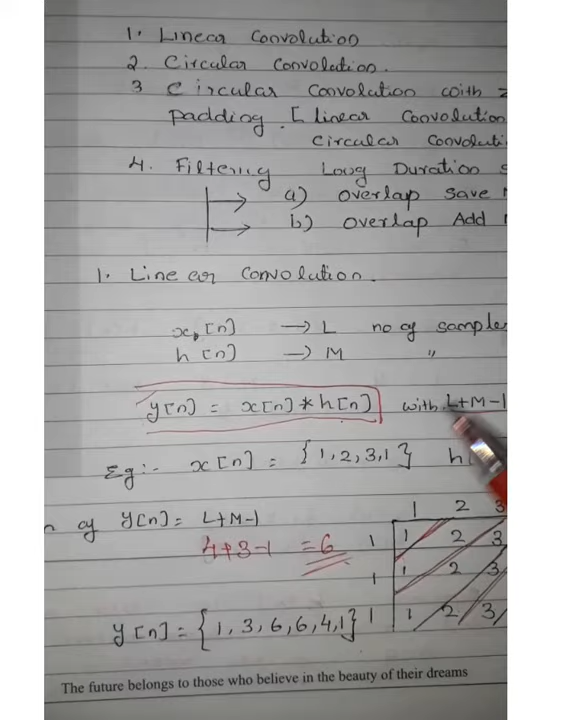 1. Linear Convolution
2. Circular Convolution.
3 Circular Convolution with
padding. [ linear Convolution
Circular
4. Filtering Long Duration
a) overlap save
b) overlap Add
1. Linear Convolution.
x[n] → L no of sample
h[n] → M "
y[n] = x[n] * h[n] with L+M-1
Eg:- x[n] = {1,2,3,1} h[
1 2 3
of y[n] = L+M-1
4+3-1 = 6
1 1 2 3
1 1 2 3
1 1 2 3
y[n] = {1,3,6,6,4,1}
The future belongs to those who believe in the beauty of their dreams